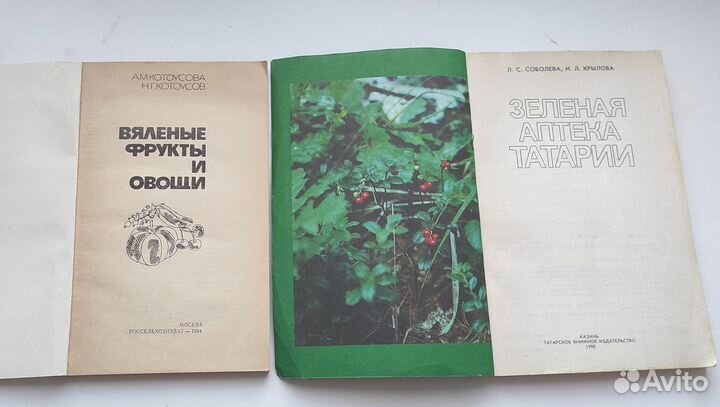 А.М.КОТОУСОВА
Н.Г.КОТОУСОВ
ВЯЛЕНЫЕ
ФРУКТЫ
И
ОВОЩИ
МОСКВА
РОССЕЛЬХОЗИЗДАТ — 1984
Л. С. СОБОЛЕВА, И. Л. КРЫЛОВА
ЗЕЛЕНАЯ
АПТЕКА
ТАТАРИИ
КАЗАНЬ
ТАТАРСКОЕ КНИЖНОЕ ИЗДАТЕЛЬСТВО
1990
Avito